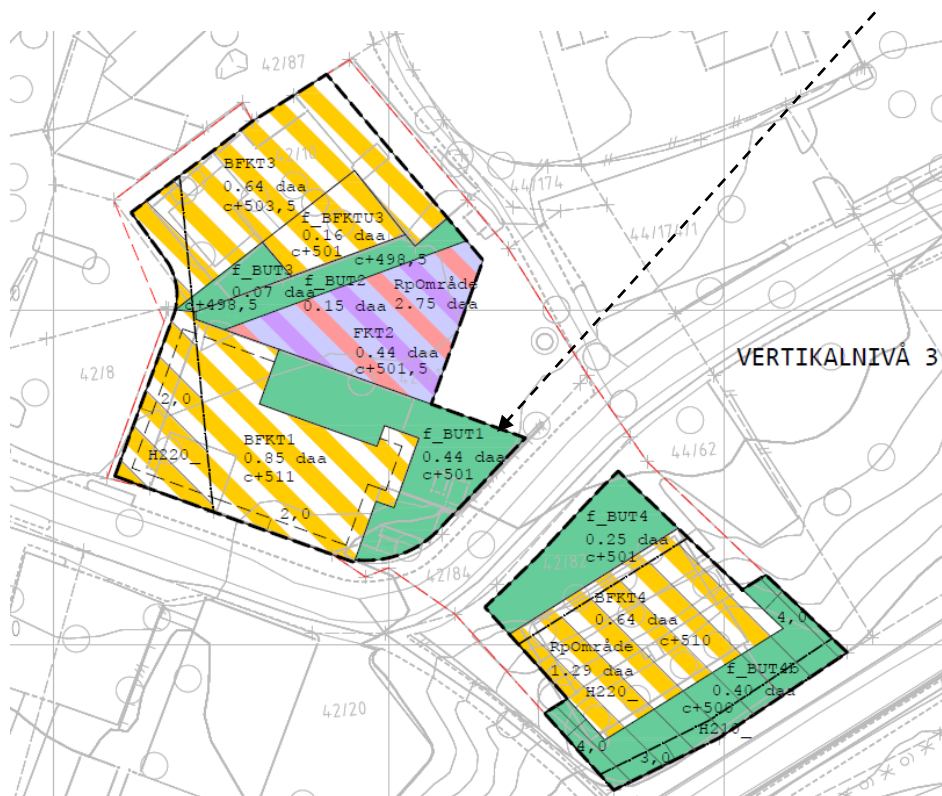 42/87
BFKT3
42/10
0.64 daa
c+503,5
f_BFKTU3
0.16 daa
c+501
44/174
44/17/1
c+498,5
f_BUT3
0.07 daa
c+498,5
f_BUT2
0.15 daa
RpOmråde
2.75 daa
FKT2
0.44 daa
c+501,5
VERTIKALNIVÅ 3
42/8
2,0
BFKT1
0.85 daa
c+511
H220_
f_BUT1
0.44 daa
c+501
44/62
2,0
f_BUT4
0.25 daa
c+501
42/82
42/84
BFKT4
0.64 daa
c+510
4,0
RpOmråde
1.29 daa
H220_
f_BUT4b
0.40 daa
c+500
H210_
42/20
4,0
3,0